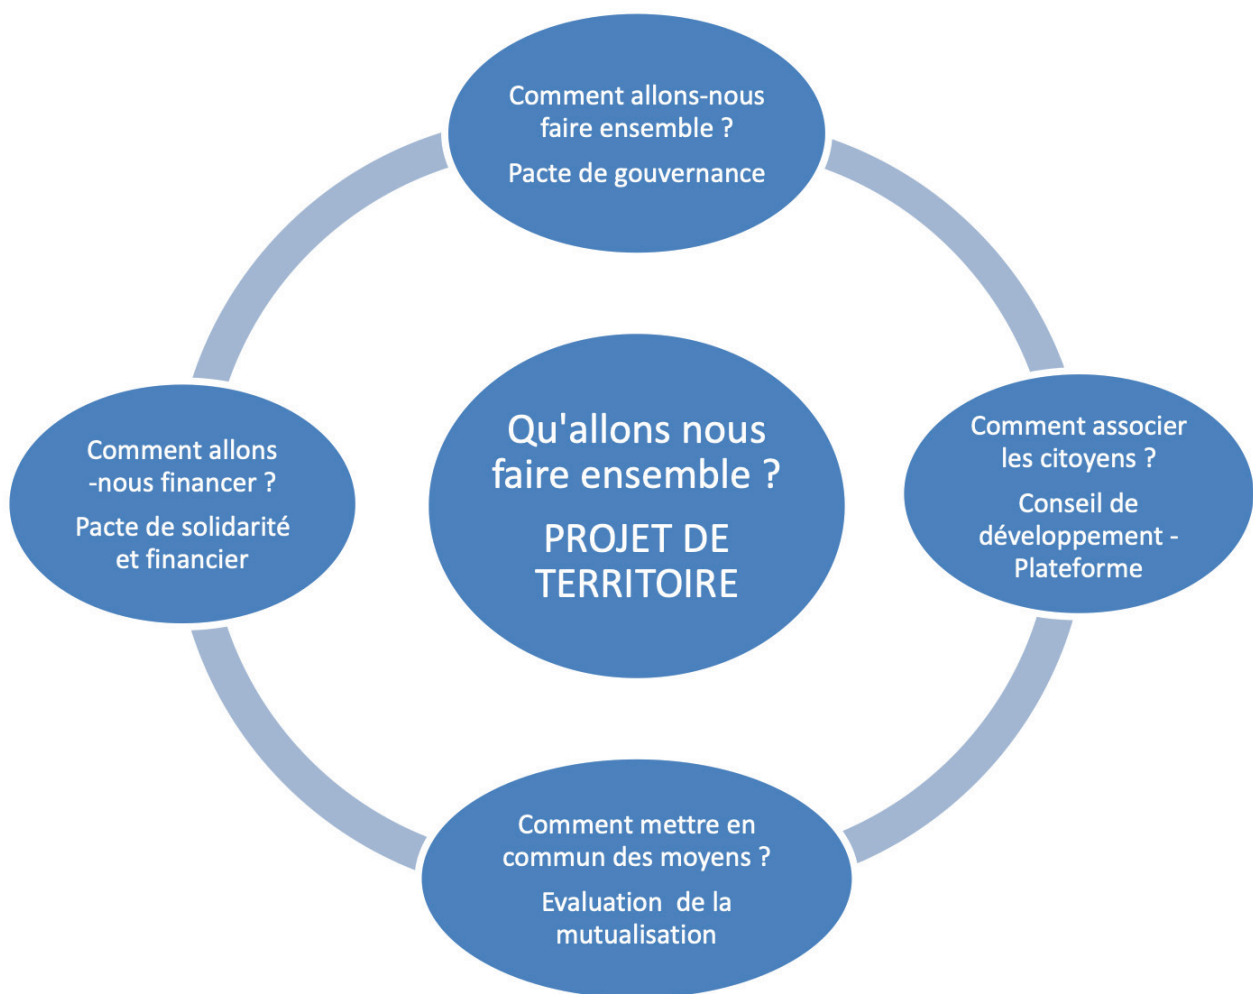 Comment allons-nous
faire ensemble ?
Pacte de gouvernance
Comment associer
les citoyens ?
Conseil de
développement -
Plateforme
Qu'allons nous
faire ensemble ?
PROJET DE
TERRITOIRE
Comment allons
-nous financer ?
Pacte de solidarité
et financier
Comment mettre en
commun des moyens ?
Evaluation  de la
mutualisation